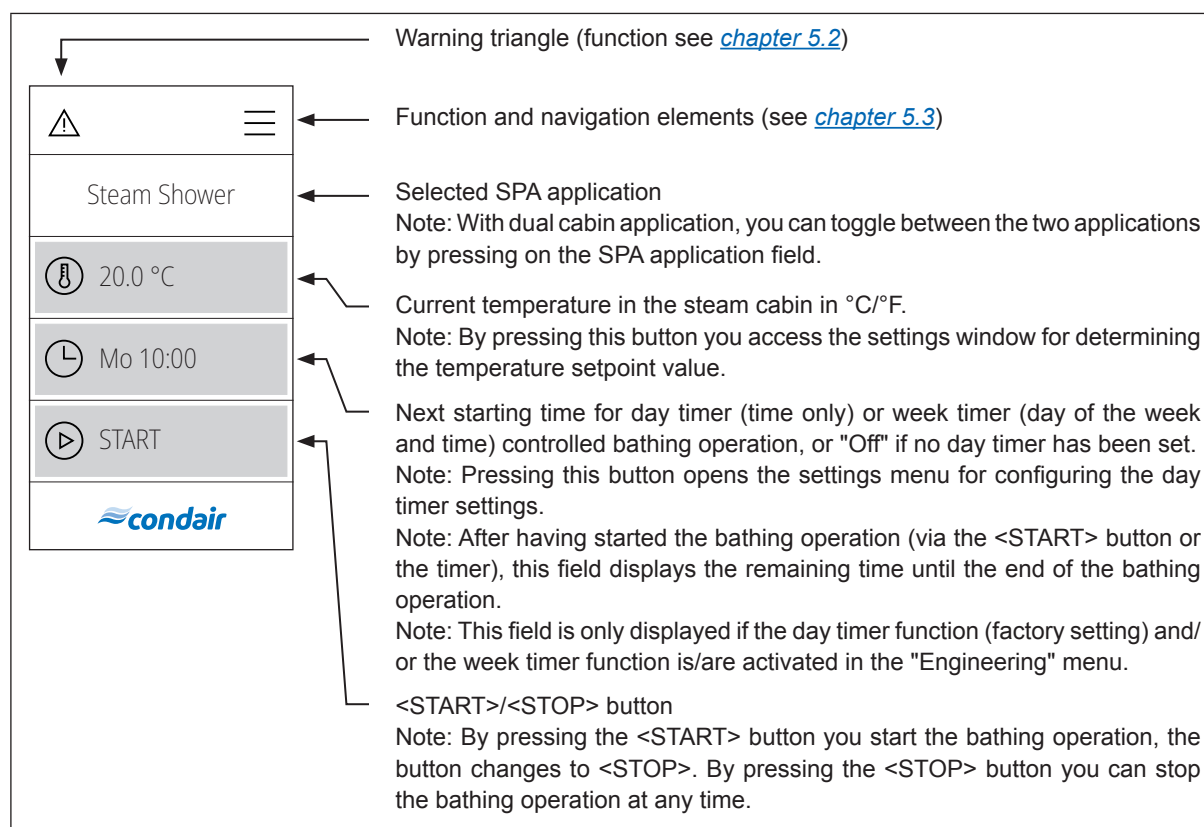 Warning triangle (function see chapter 5.2)
Function and navigation elements (see chapter 5.3)
Steam Shower
Selected SPA application
Note: With dual cabin application, you can toggle between the two applications
by pressing on the SPA application field.
20.0 °C
Current temperature in the steam cabin in °C/°F.
Note: By pressing this button you access the settings window for determining
the temperature setpoint value.
Mo 10:00
Next starting time for day timer (time only) or week timer (day of the week
and time) controlled bathing operation, or "Off" if no day timer has been set.
Note: Pressing this button opens the settings menu for configuring the day
timer settings.
Note: After having started the bathing operation (via the <START> button or
the timer), this field displays the remaining time until the end of the bathing
operation.
Note: This field is only displayed if the day timer function (factory setting) and/
or the week timer function is/are activated in the "Engineering" menu.
START
<START>/<STOP> button
Note: By pressing the <START> button you start the bathing operation, the
button changes to <STOP>. By pressing the <STOP> button you can stop
the bathing operation at any time.
condair